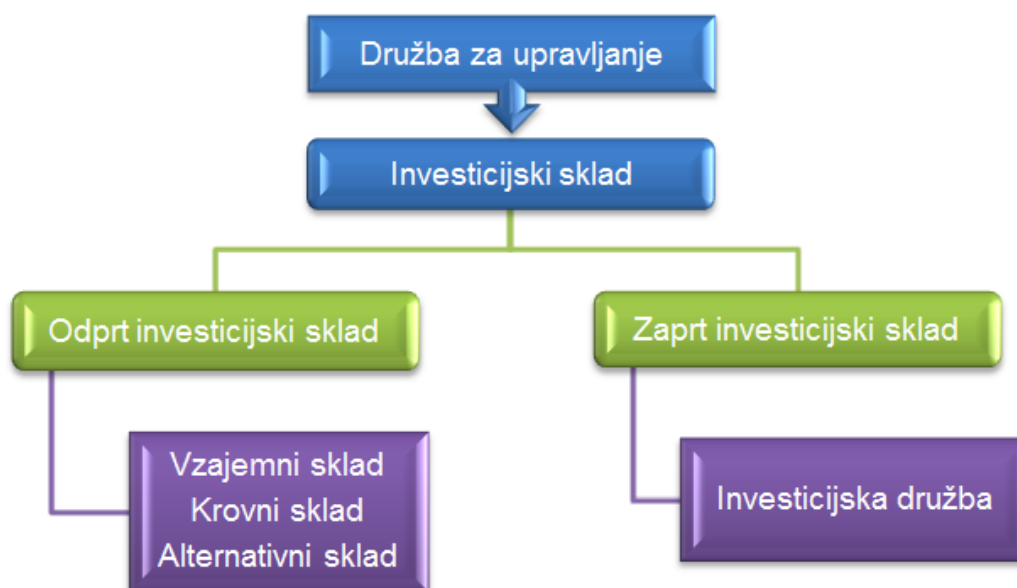 Družba za upravljanje
Investicijski sklad
Odprt investicijski sklad
Zaprt investicijski sklad
Vzajemni sklad
Krovni sklad
Alternativni sklad
Investicijska družba